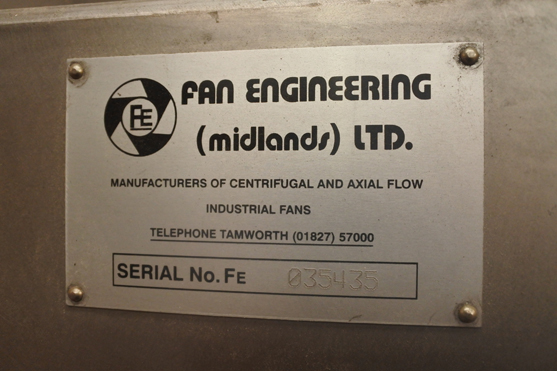 FE
FAN ENGINEERING
(midlands) LTD.
MANUFACTURERS OF CENTRIFUGAL AND AXIAL FLOW
INDUSTRIAL FANS
TELEPHONE TAMWORTH (01827) 57000
SERIAL No. FE 035435